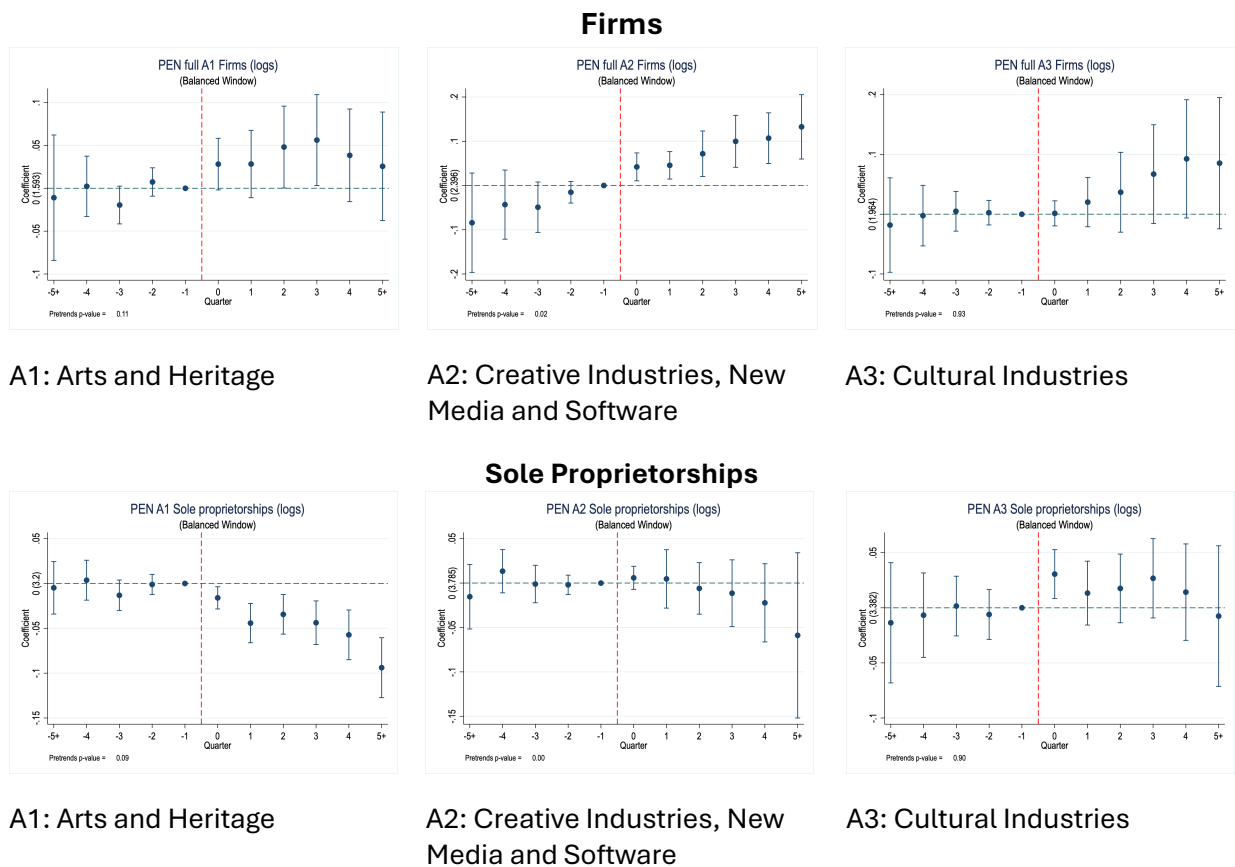 Firms
PEN full A1 Firms (logs)
(Balanced Window)
Coefficient
.1
.05
0 (1.593)
-.05
-.1
-5+ -4 -3 -2 -1 0 1 2 3 4 5+
Quarter
Pretrends p-value = 0.11
PEN full A2 Firms (logs)
(Balanced Window)
Coefficient
.2
.1
0 (2.396)
-.1
-.2
-5+ -4 -3 -2 -1 0 1 2 3 4 5+
Quarter
Pretrends p-value = 0.02
PEN full A3 Firms (logs)
(Balanced Window)
Coefficient
.2
.1
0 (1.964)
-.1
-5+ -4 -3 -2 -1 0 1 2 3 4 5+
Quarter
Pretrends p-value = 0.93
A1: Arts and Heritage
A2: Creative Industries, New
Media and Software
A3: Cultural Industries
Sole Proprietorships
PEN A1 Sole proprietorships (logs)
(Balanced Window)
Coefficient
.05
0 (3.2)
-.05
-.1
-.15
-5+ -4 -3 -2 -1 0 1 2 3 4 5+
Quarter
Pretrends p-value = 0.09
PEN A2 Sole proprietorships (logs)
(Balanced Window)
Coefficient
.05
0 (3.785)
-.05
-.1
-.15
-5+ -4 -3 -2 -1 0 1 2 3 4 5+
Quarter
Pretrends p-value = 0.00
PEN A3 Sole proprietorships (logs)
(Balanced Window)
Coefficient
.05
0 (3.382)
-.05
-.1
-5+ -4 -3 -2 -1 0 1 2 3 4 5+
Quarter
Pretrends p-value = 0.90
A1: Arts and Heritage
A2: Creative Industries, New
Media and Software
A3: Cultural Industries